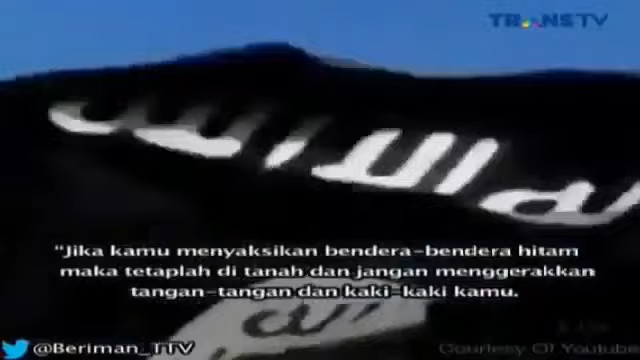 TRANSTV
"Jika kamu menyaksikan bendera-bendera hitam
maka tetaplah di tanah dan jangan menggerakkan
tangan-tangan dan kaki-kaki kamu.
@Beriman_TTV
Courtesy Of Youtube